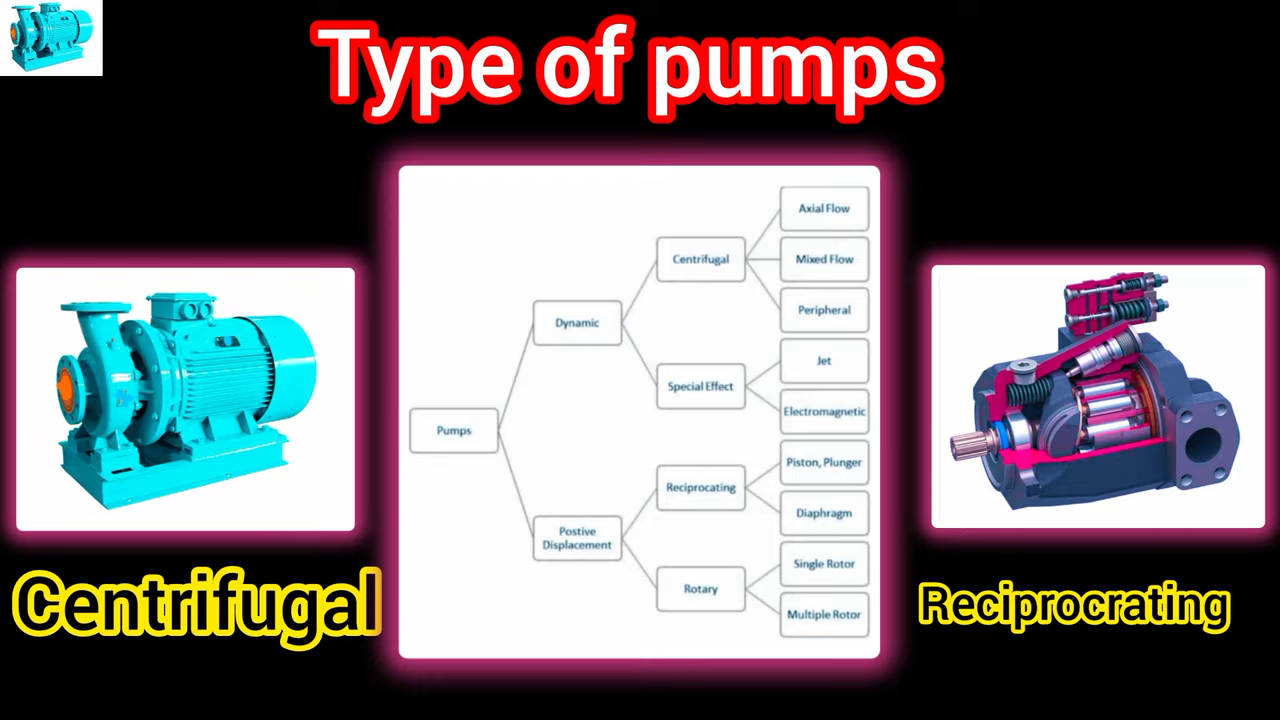 Type of pumps
Axial Flow
Centrifugal
Mixed Flow
Peripheral
Dynamic
Jet
Special Effect
Electromagnetic
Pumps
Piston, Plunger
Reciprocating
Diaphragm
Postive
Displacement
Single Rotor
Rotary
Multiple Rotor
Centrifugal
Reciprocrating